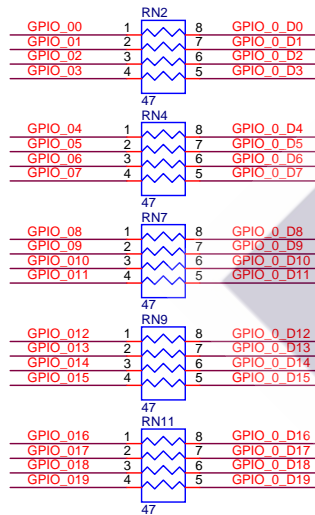 RN2
GPIO_00 1 8 GPIO_0_D0
GPIO_01 2 7 GPIO_0_D1
GPIO_02 3 6 GPIO_0_D2
GPIO_03 4 5 GPIO_0_D3
47
RN4
GPIO_04 1 8 GPIO_0_D4
GPIO_05 2 7 GPIO_0_D5
GPIO_06 3 6 GPIO_0_D6
GPIO_07 4 5 GPIO_0_D7
47
RN7
GPIO_08 1 8 GPIO_0_D8
GPIO_09 2 7 GPIO_0_D9
GPIO_010 3 6 GPIO_0_D10
GPIO_011 4 5 GPIO_0_D11
47
RN9
GPIO_012 1 8 GPIO_0_D12
GPIO_013 2 7 GPIO_0_D13
GPIO_014 3 6 GPIO_0_D14
GPIO_015 4 5 GPIO_0_D15
47
RN11
GPIO_016 1 8 GPIO_0_D16
GPIO_017 2 7 GPIO_0_D17
GPIO_018 3 6 GPIO_0_D18
GPIO_019 4 5 GPIO_0_D19
47